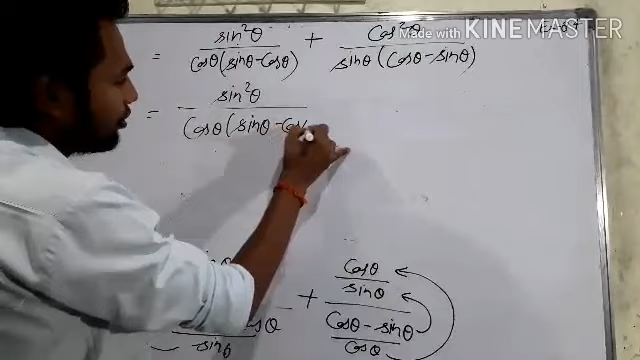 Made with KINEMASTER
= sin²θ / cosθ(sinθ-cosθ) + cos²θ / sinθ(cosθ-sinθ)
= sin²θ / cosθ(sinθ-cos
+ cosθ/sinθ / cosθ-sinθ/cosθ
sinθ